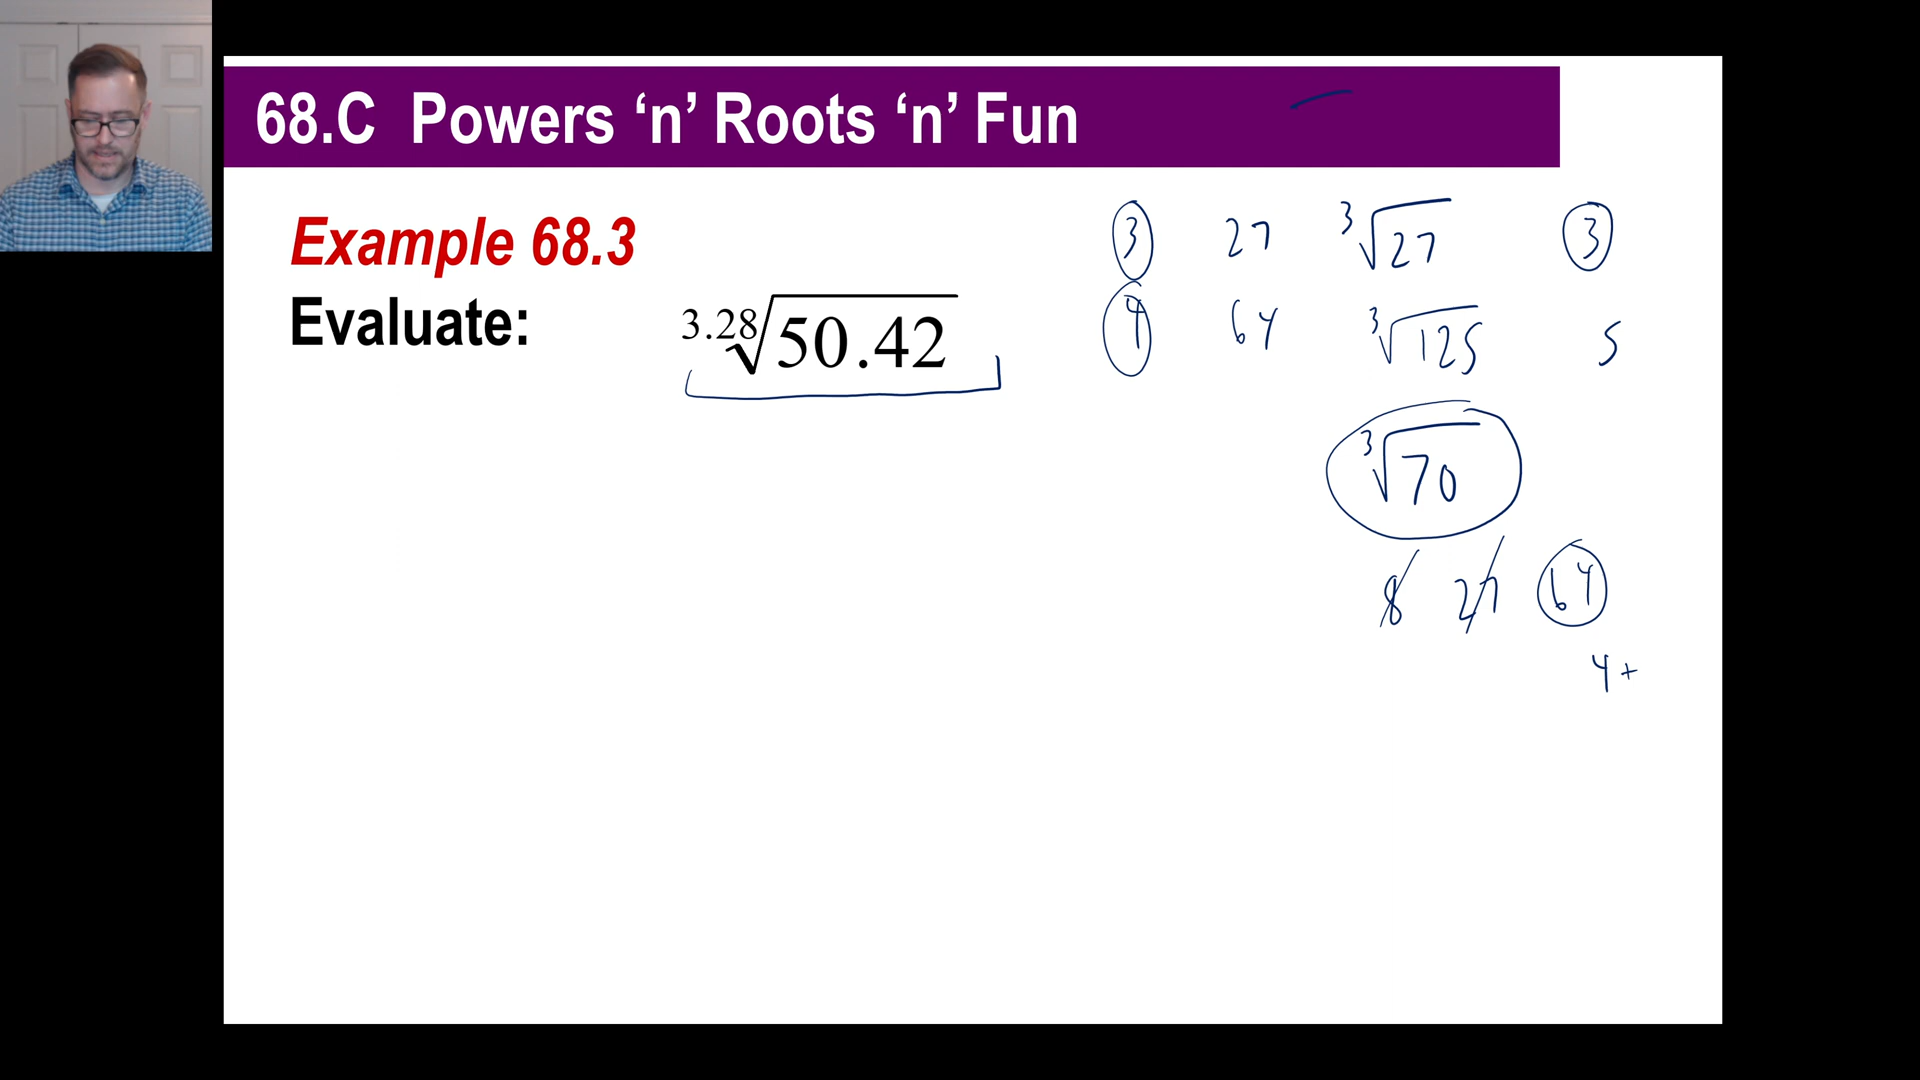 68.C Powers ‘n’ Roots ‘n’ Fun
Example 68.3
Evaluate: 3.28√50.42
3 27 3√27 3
4 64 3√125 5
3√70
8 27 64
4+